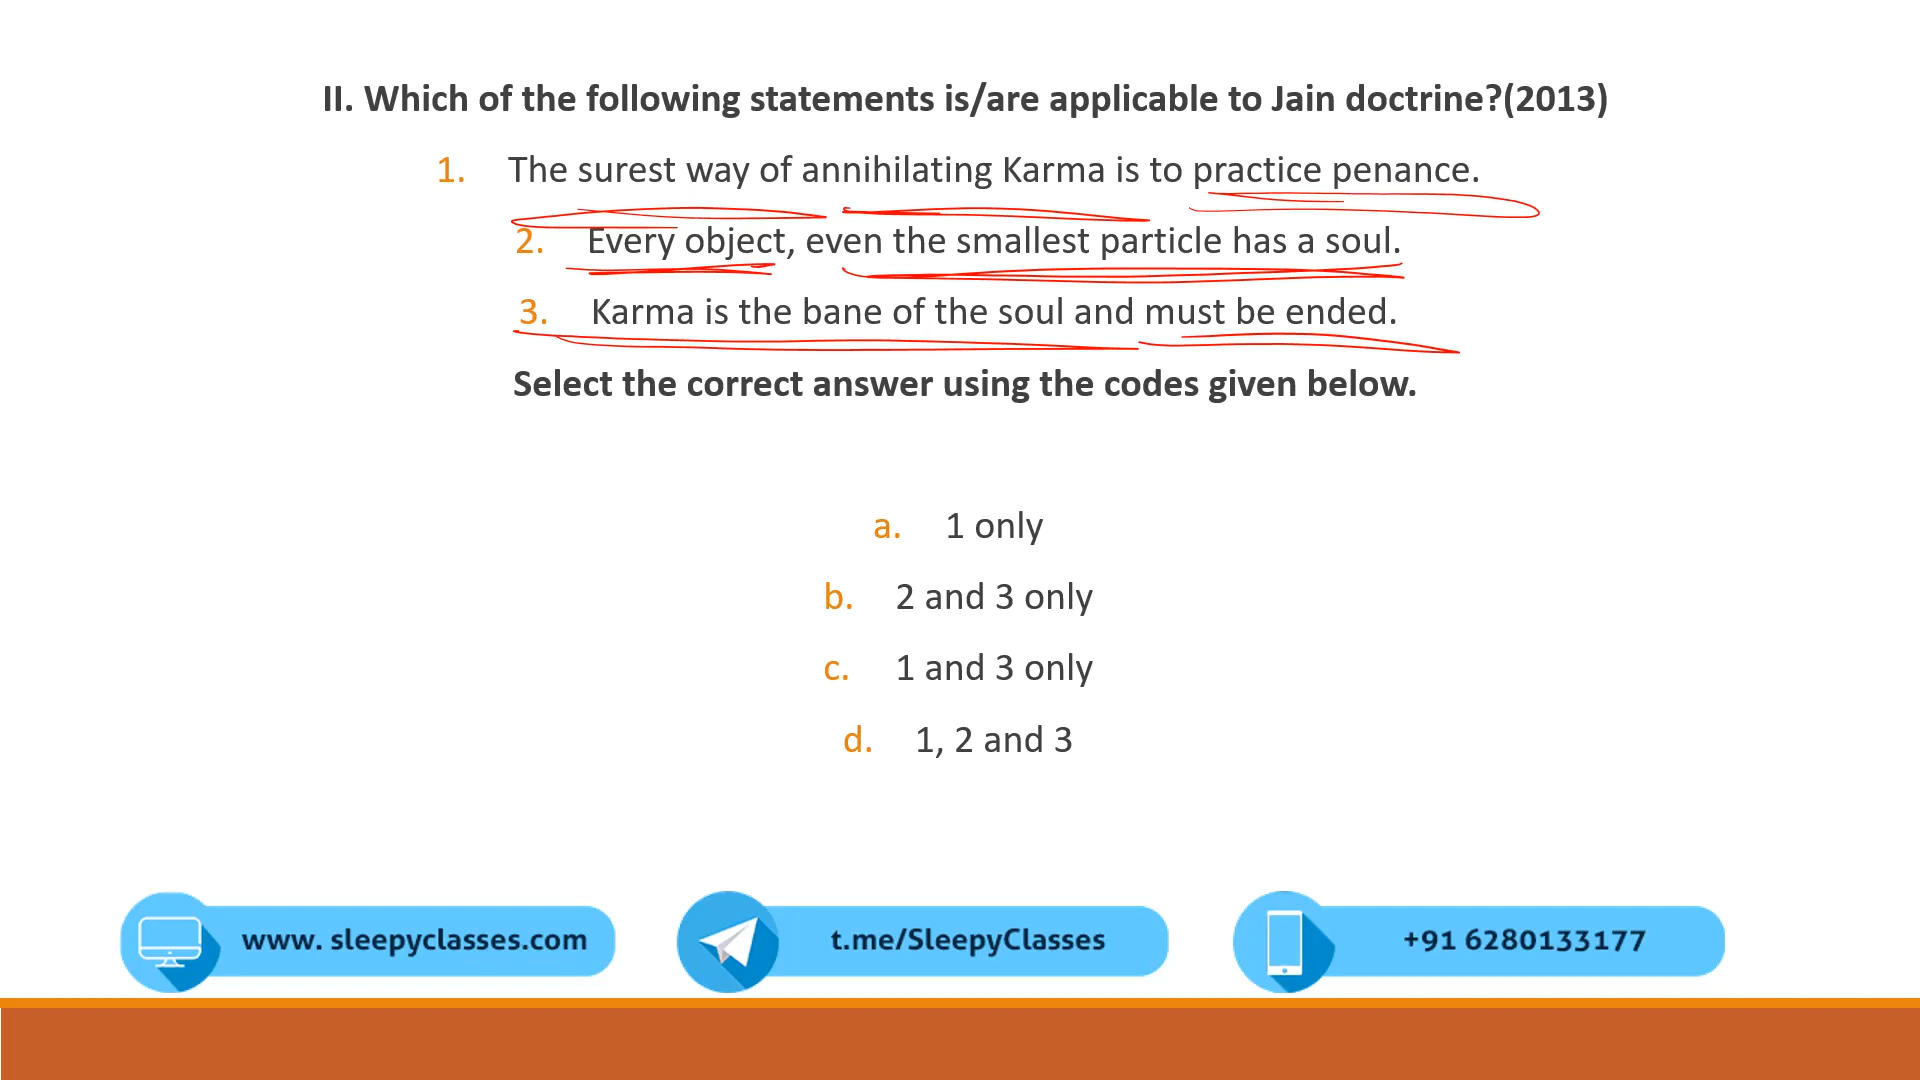 II. Which of the following statements is/are applicable to Jain doctrine?(2013)
1. The surest way of annihilating Karma is to practice penance.
2. Every object, even the smallest particle has a soul.
3. Karma is the bane of the soul and must be ended.
Select the correct answer using the codes given below.
a. 1 only
b. 2 and 3 only
c. 1 and 3 only
d. 1, 2 and 3
www. sleepyclasses.com
t.me/SleepyClasses
+91 6280133177